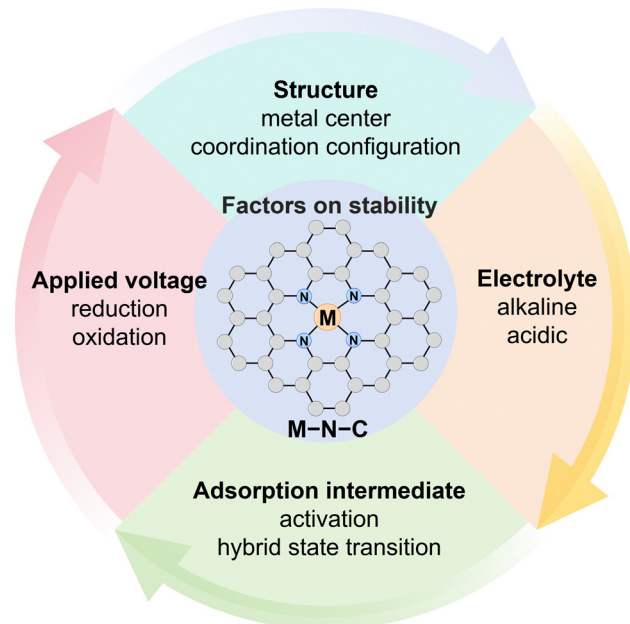 Structure
metal center
coordination configuration
Factors on stability
Applied voltage
reduction
oxidation
N
N
M
N
N
M–N–C
Electrolyte
alkaline
acidic
Adsorption intermediate
activation
hybrid state transition